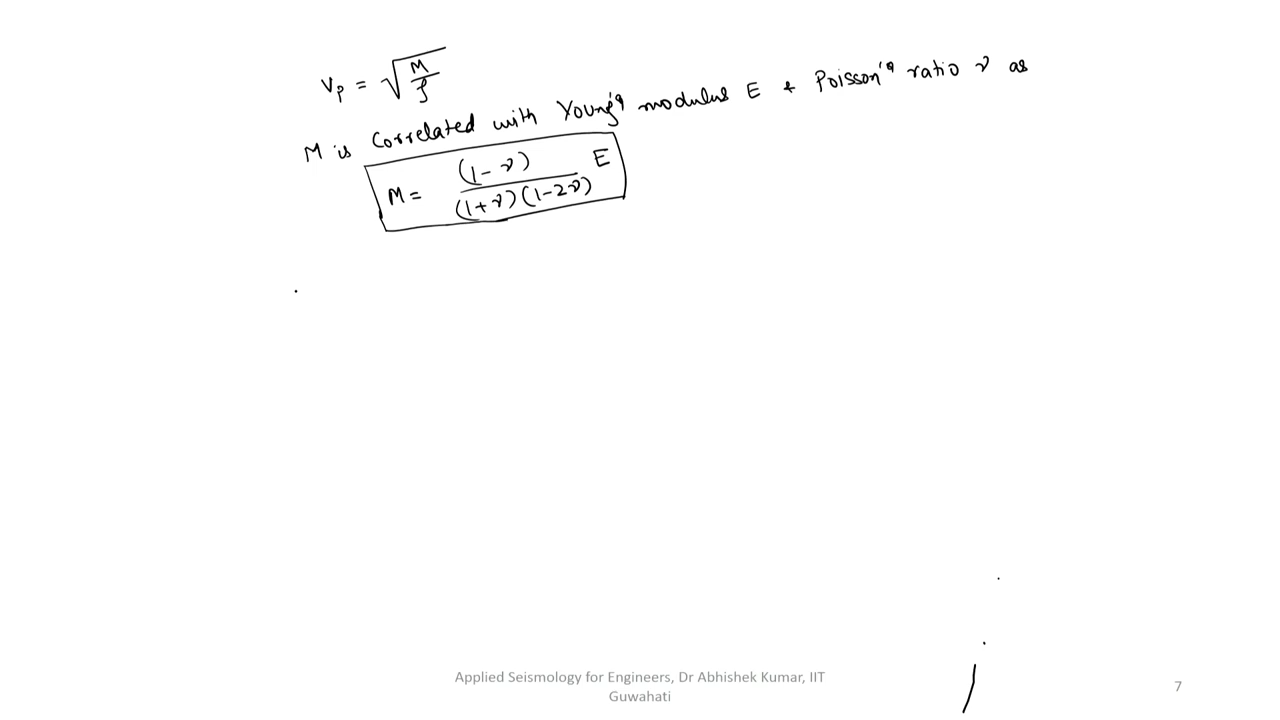 Vp = √(M/ρ)
M is correlated with Young's modulus E & Poisson's ratio ν as
M = (1-ν)/((1+ν)(1-2ν)) E
Applied Seismology for Engineers, Dr Abhishek Kumar, IIT
Guwahati
7